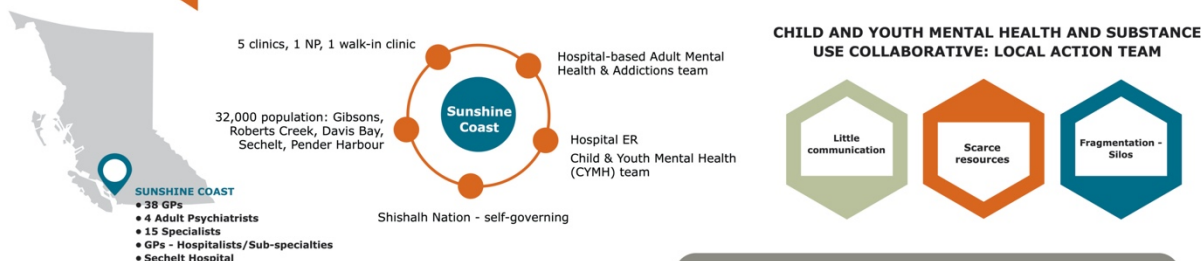 5 clinics, 1 NP, 1 walk-in clinic
32,000 population: Gibsons,
Roberts Creek, Davis Bay,
Sechelt, Pender Harbour
Sunshine
Coast
Hospital-based Adult Mental
Health & Addictions team
Hospital ER
Child & Youth Mental Health
(CYMH) team
Shishalh Nation - self-governing
SUNSHINE COAST
• 38 GPs
• 4 Adult Psychiatrists
• 15 Specialists
• GPs - Hospitalists/Sub-specialties
• Sechelt Hospital
CHILD AND YOUTH MENTAL HEALTH AND SUBSTANCE
USE COLLABORATIVE: LOCAL ACTION TEAM
Little
communication
Scarce
resources
Fragmentation -
Silos